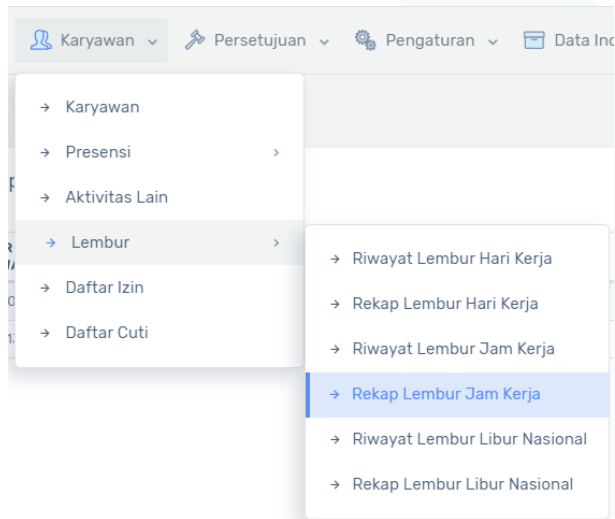 Karyawan Persetujuan Pengaturan Data
Karyawan
Presensi
Aktivitas Lain
Lembur
Daftar Izin
Daftar Cuti
Riwayat Lembur Hari Kerja
Rekap Lembur Hari Kerja
Riwayat Lembur Jam Kerja
Rekap Lembur Jam Kerja
Riwayat Lembur Libur Nasional
Rekap Lembur Libur Nasional